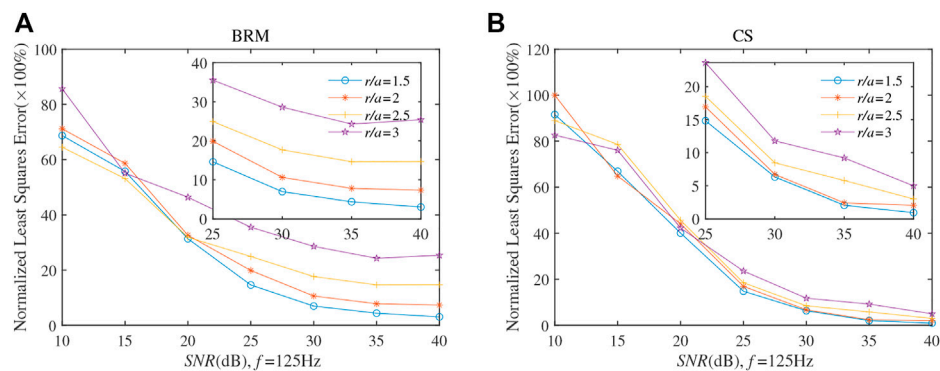 A
BRM
Normalized Least Squares Error(×100%)
100
80
60
40
20
0
10 15 20 25 30 35 40
SNR(dB), f=125Hz
40
30
20
10
0
25 30 35 40
r/a=1.5
r/a=2
r/a=2.5
r/a=3
B
CS
Normalized Least Squares Error(×100%)
120
100
80
60
40
20
0
10 15 20 25 30 35 40
SNR(dB), f=125Hz
20
15
10
5
0
25 30 35 40
r/a=1.5
r/a=2
r/a=2.5
r/a=3